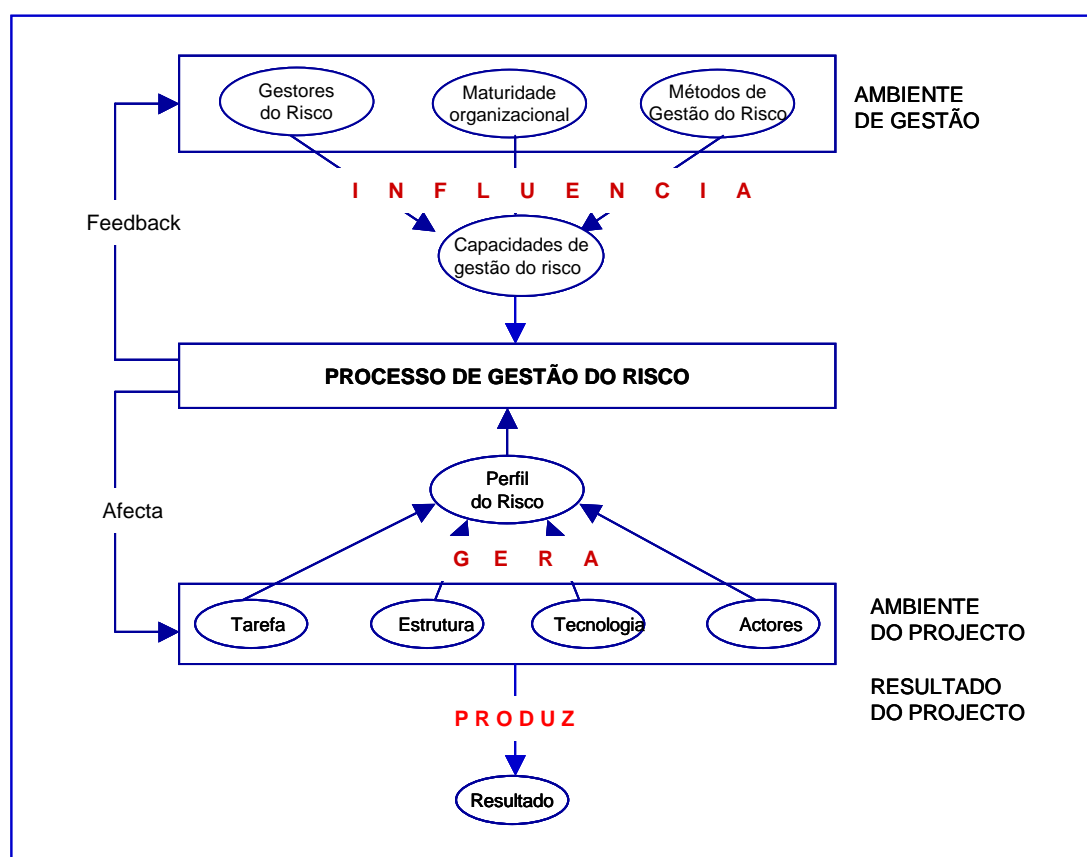 Gestores
do Risco
Maturidade
organizacional
Métodos de
Gestão do Risco
AMBIENTE
DE GESTÃO
I N F L U E N C I A
Feedback
Capacidades de
gestão do risco
PROCESSO DE GESTÃO DO RISCO
Perfil
do Risco
Afecta
G E R A
Tarefa
Estrutura
Tecnologia
Actores
AMBIENTE
DO PROJECTO
RESULTADO
DO PROJECTO
P R O D U Z
Resultado